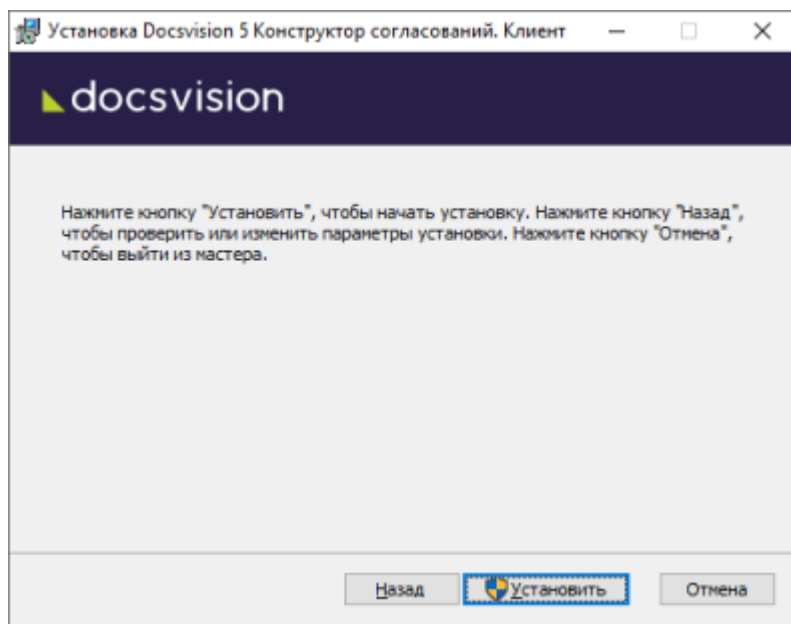 Установка Docsvision 5 Конструктор согласований. Клиент
docsvision
Нажмите кнопку "Установить", чтобы начать установку. Нажмите кнопку "Назад",
чтобы проверить или изменить параметры установки. Нажмите кнопку "Отмена",
чтобы выйти из мастера.
Назад
Установить
Отмена